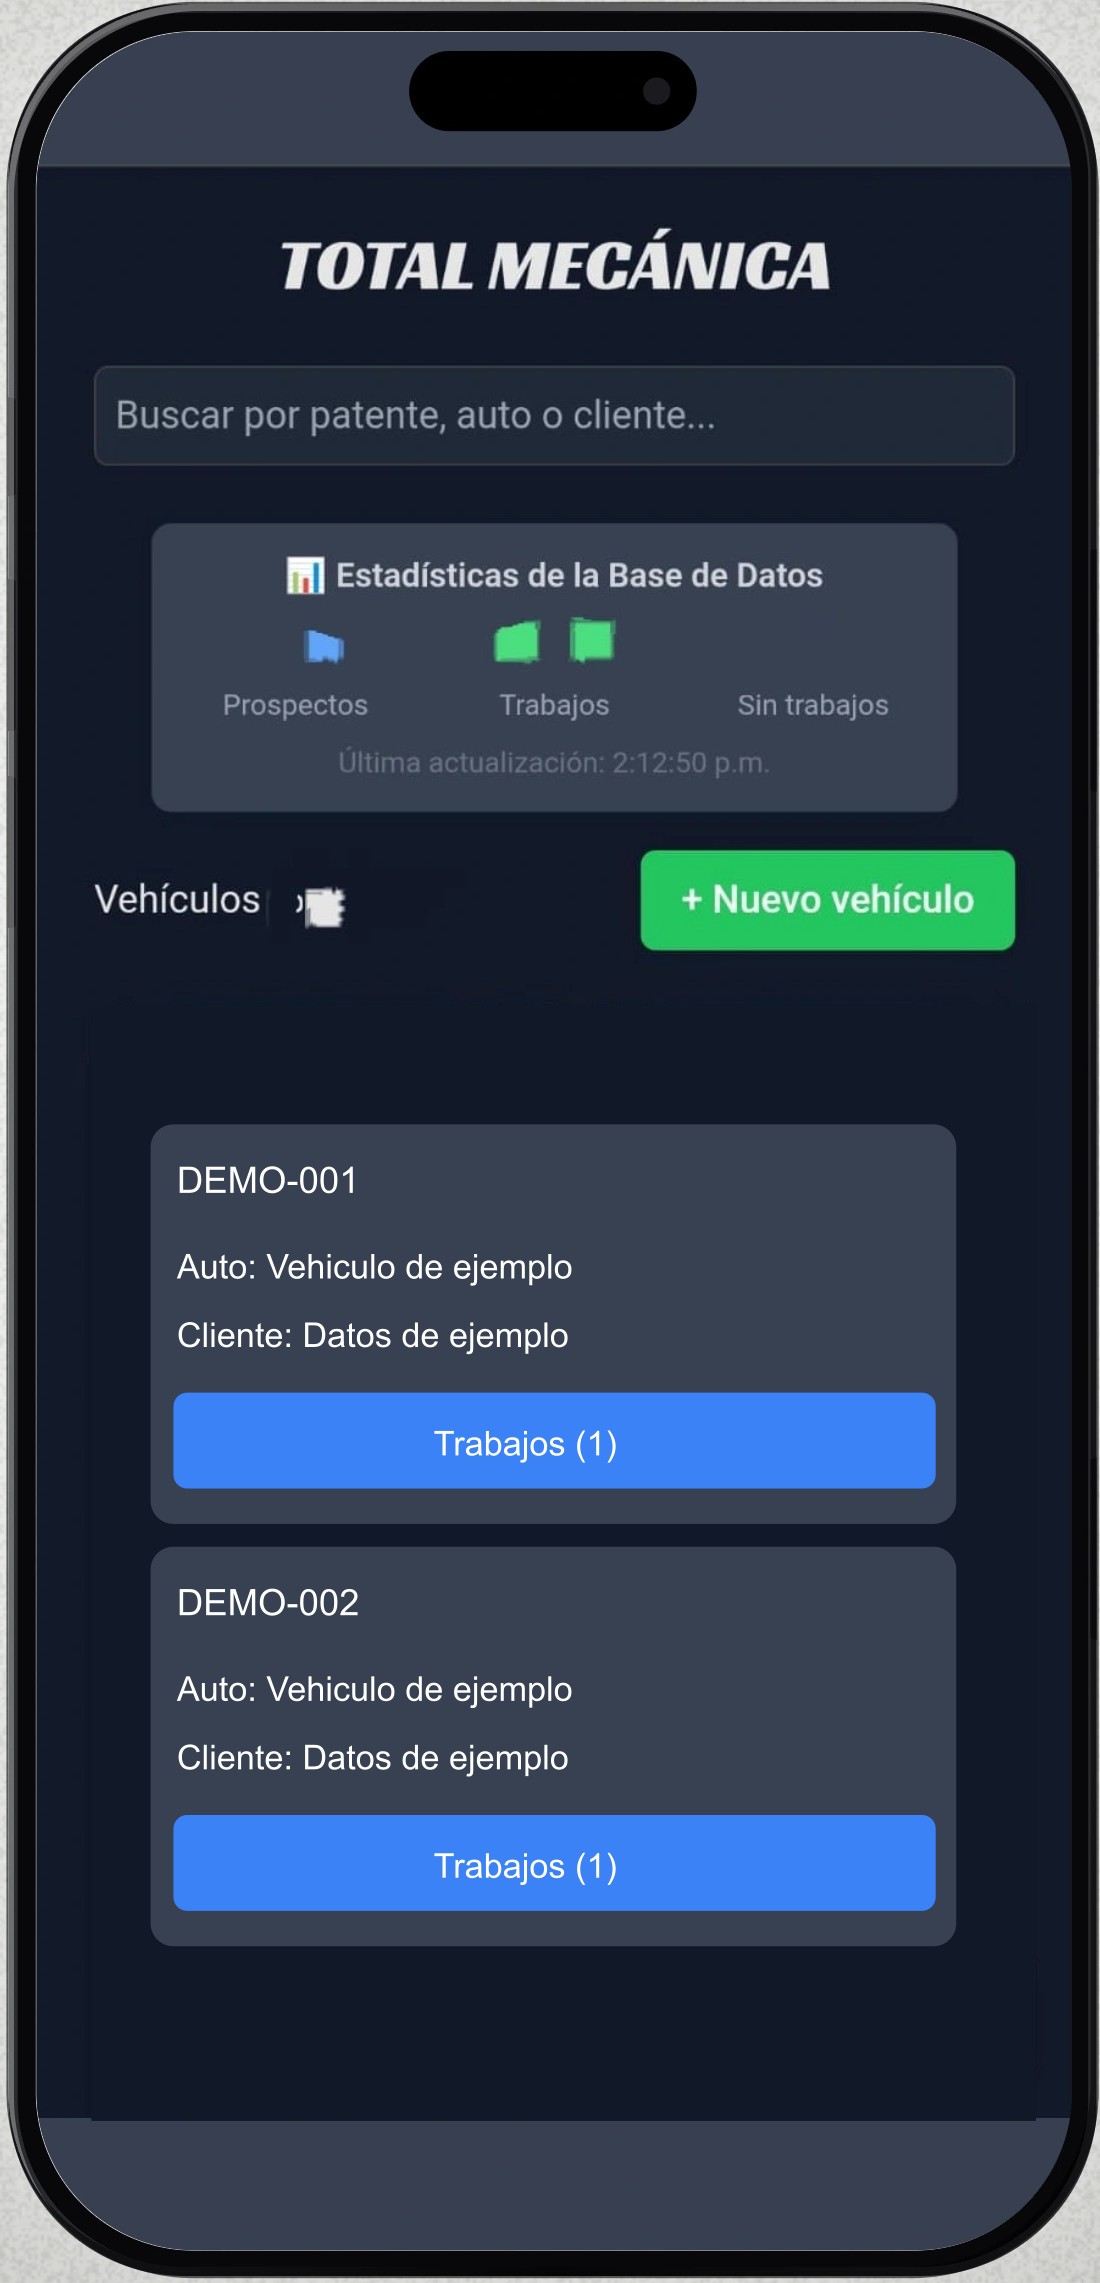 TOTAL MECÁNICA
Buscar por patente, auto o cliente...
Estadísticas de la Base de Datos
Prospectos Trabajos Sin trabajos
Última actualización: 2:12:50 p.m.
Vehículos
+ Nuevo vehículo
DEMO-001
Auto: Vehiculo de ejemplo
Cliente: Datos de ejemplo
Trabajos (1)
DEMO-002
Auto: Vehiculo de ejemplo
Cliente: Datos de ejemplo
Trabajos (1)